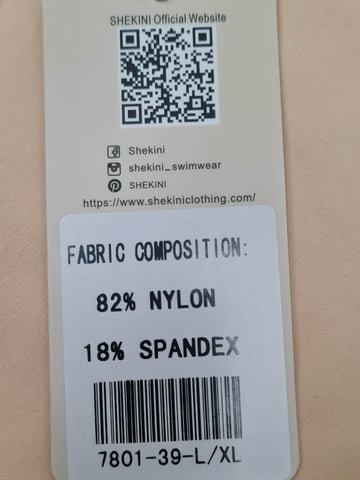 SHEKINI Official Website
Shekini
shekini_swimwear
SHEKINI
https://www.shekiniclothing.com/
FABRIC COMPOSITION:
82% NYLON
18% SPANDEX
7801-39-L/XL